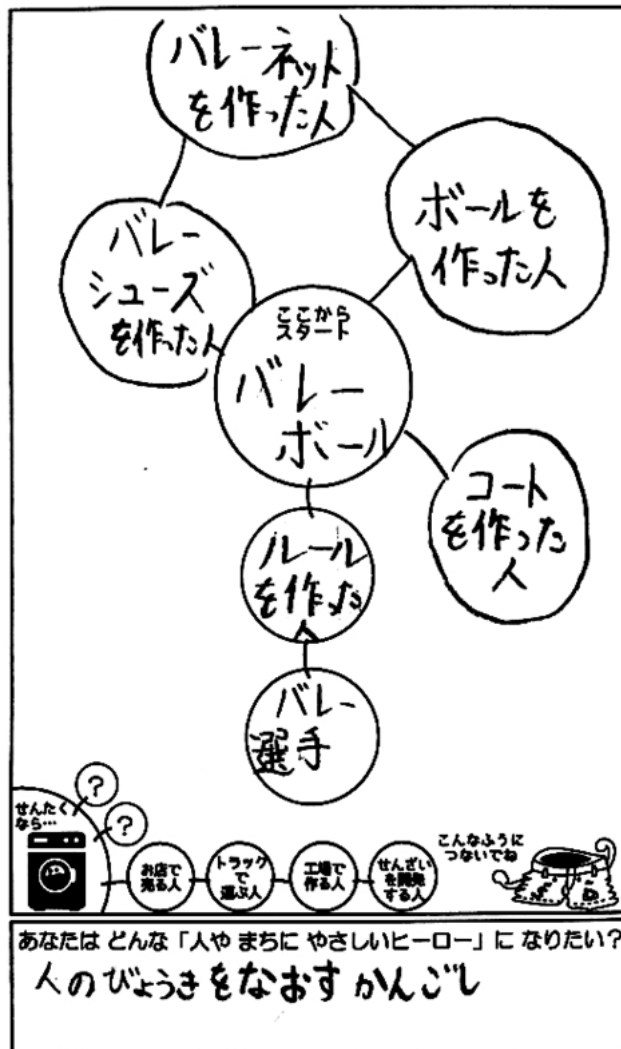 バレーネット
を作った人
ボールを
作った人
バレー
シューズ
を作った人
ここから
スタート
バレー
ボール
コート
を作った
人
ルール
を作った
人
バレー
選手
せんたく
なら…
?
?
お店で
売る人
トラック
で
運ぶ人
工場で
作る人
せんざい
を開発
する人
こんなふうに
つないでね
あなたは どんな「人や まちに やさしいヒーロー」に なりたい?
人のびょうきをなおすかんごし